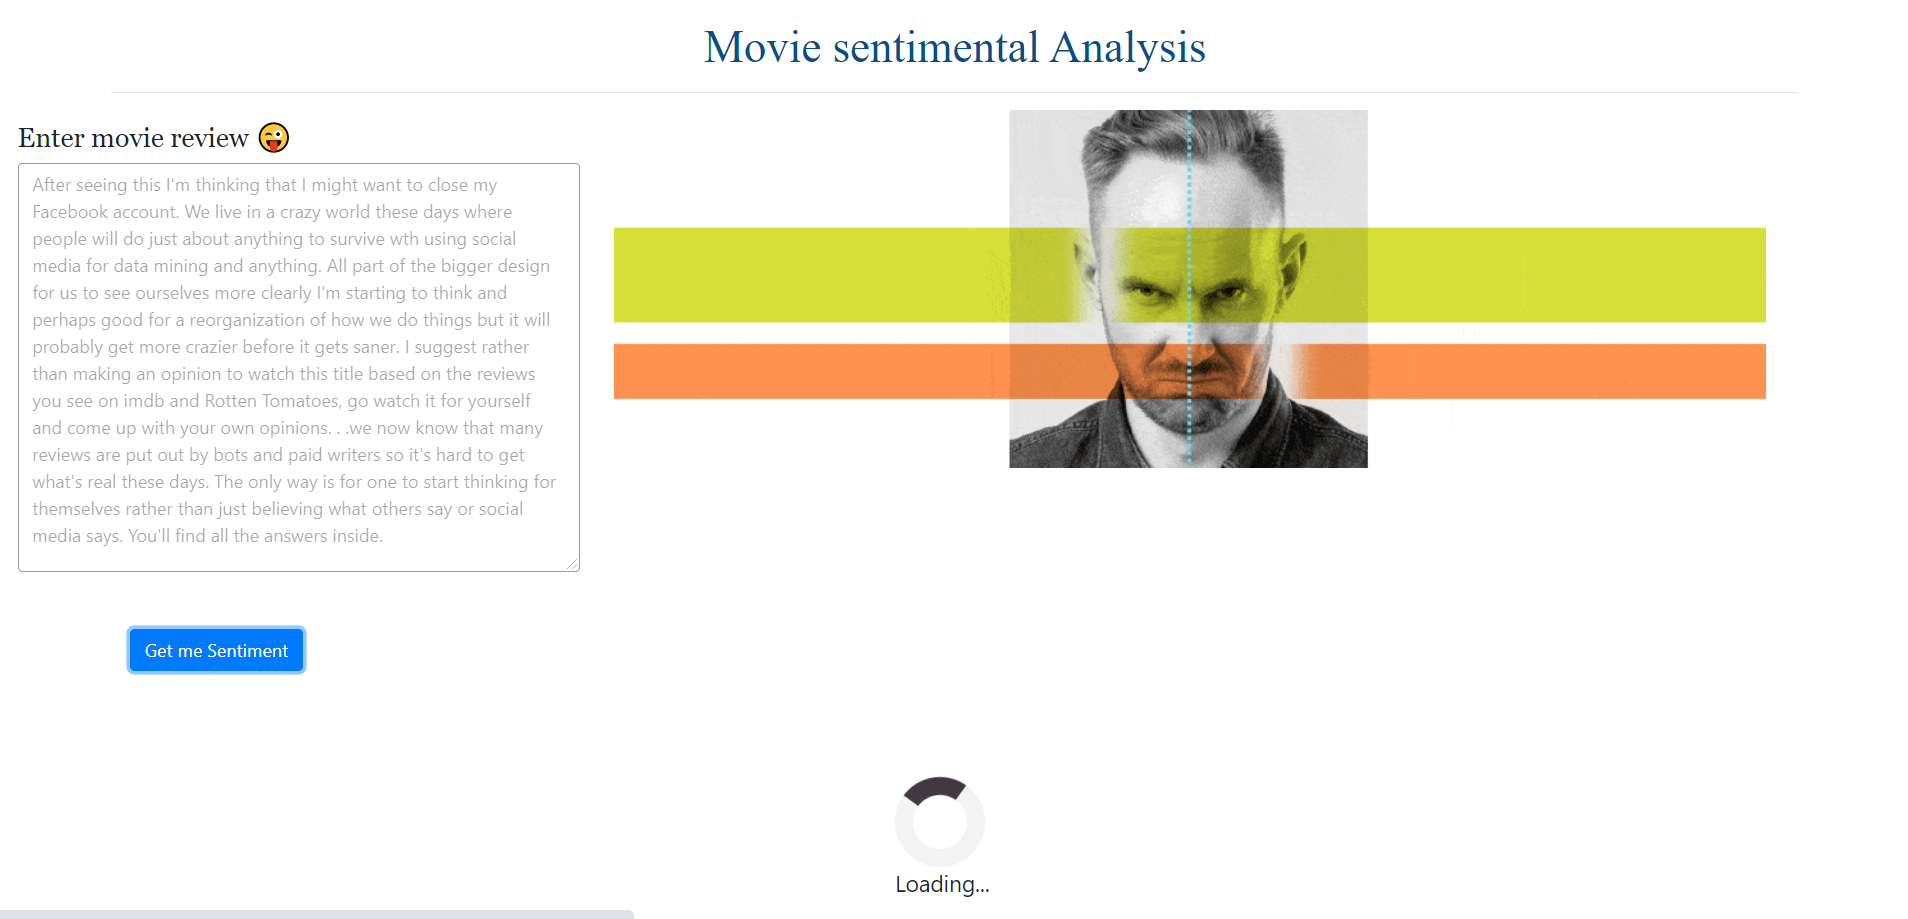 Movie sentimental Analysis
Enter movie review 😜
After seeing this I'm thinking that I might want to close my
Facebook account. We live in a crazy world these days where
people will do just about anything to survive wth using social
media for data mining and anything. All part of the bigger design
for us to see ourselves more clearly I'm starting to think and
perhaps good for a reorganization of how we do things but it will
probably get more crazier before it gets saner. I suggest rather
than making an opinion to watch this title based on the reviews
you see on imdb and Rotten Tomatoes, go watch it for yourself
and come up with your own opinions. . .we now know that many
reviews are put out by bots and paid writers so it's hard to get
what's real these days. The only way is for one to start thinking for
themselves rather than just believing what others say or social
media says. You'll find all the answers inside.
Get me Sentiment
Loading...